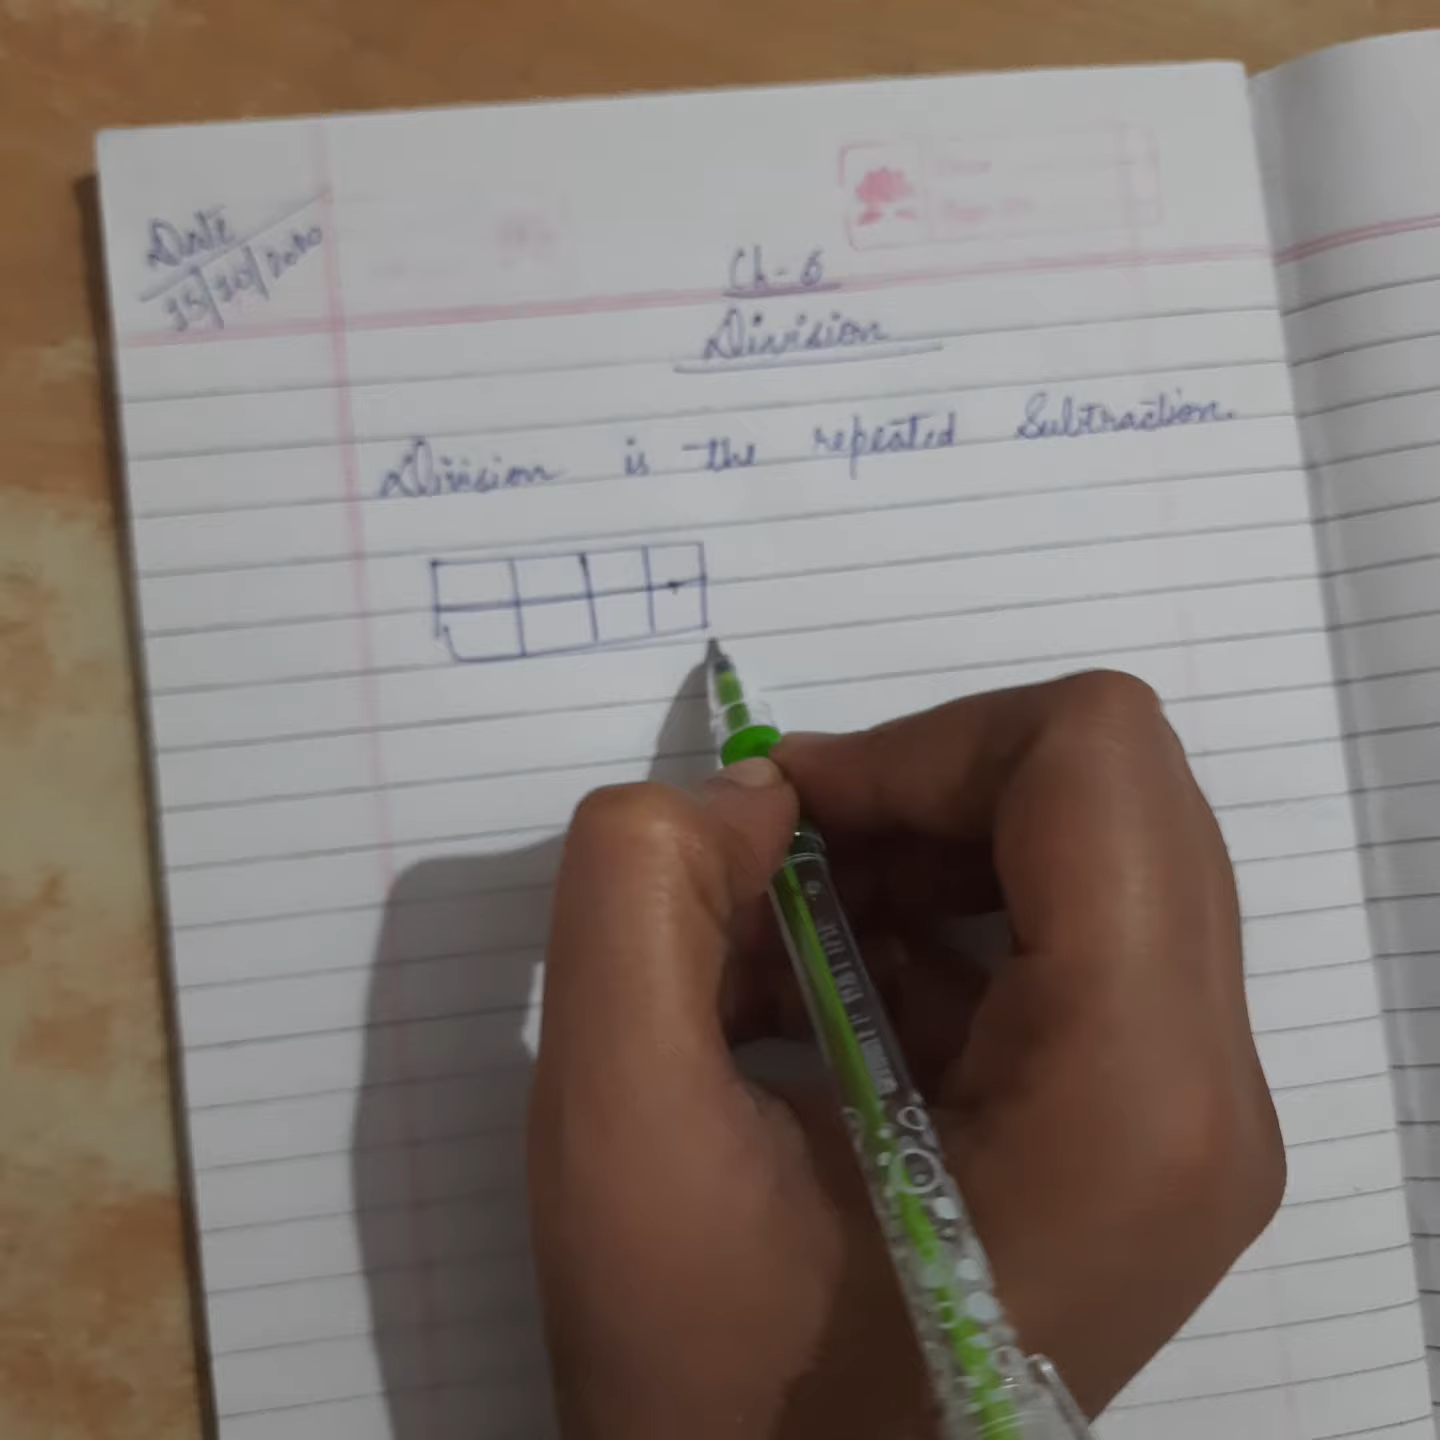 Date
15/10/2020
Ch-6
Division
Division is the repeated Subtraction.